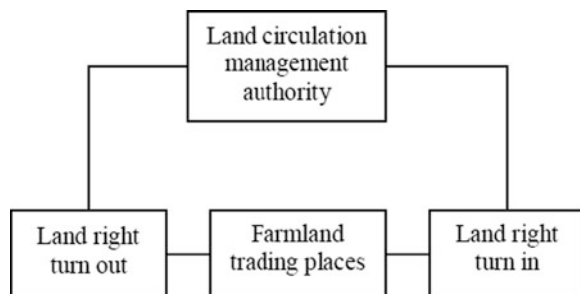 Land circulation
management
authority
Land right
turn out
Farmland
trading places
Land right
turn in